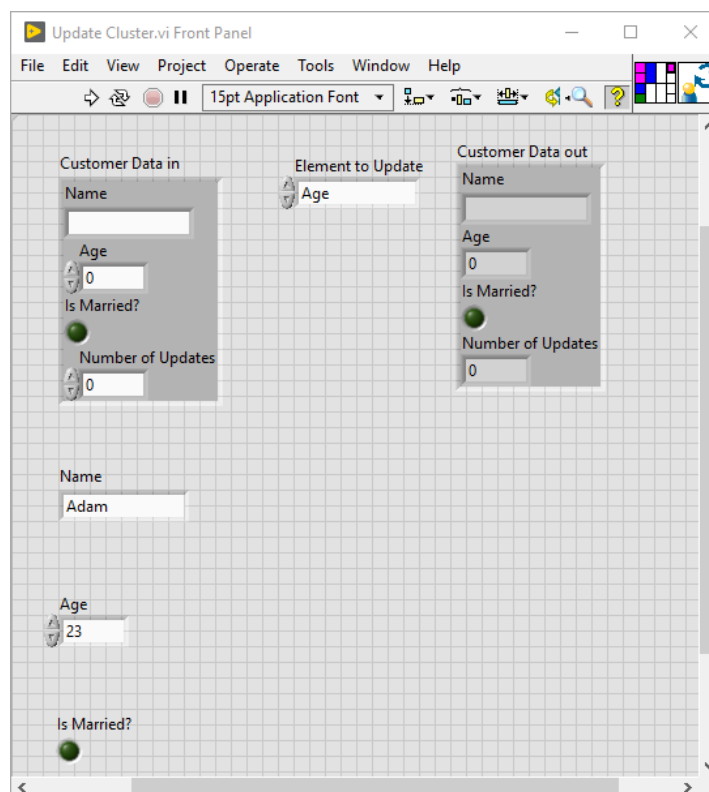 Update Cluster.vi Front Panel
File Edit View Project Operate Tools Window Help
15pt Application Font
Customer Data in
Name
Age
0
Is Married?
Number of Updates
0
Element to Update
Age
Customer Data out
Name
Age
0
Is Married?
Number of Updates
0
Name
Adam
Age
23
Is Married?